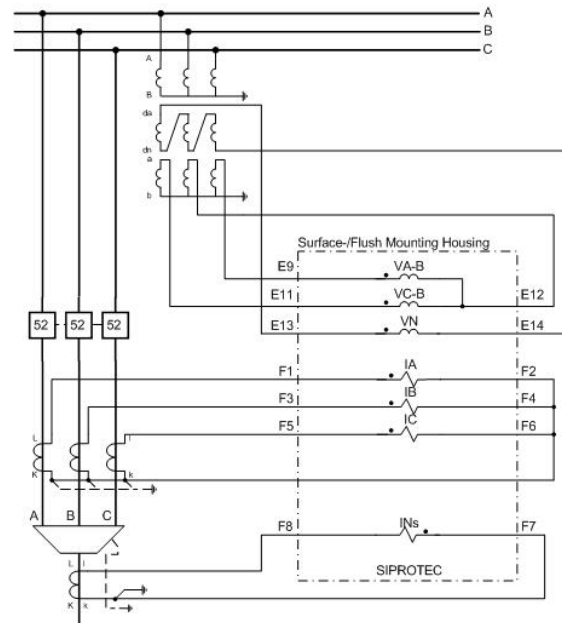 A
B
C
A
B
da
dn
a
b
Surface-/Flush Mounting Housing
E9 VA-B
E11 VC-B E12
E13 VN E14
52 52 52
F1 IA F2
F3 IB F4
F5 IC F6
L l
K k
A B C
F8 INs F7
SIPROTEC
L l
K k